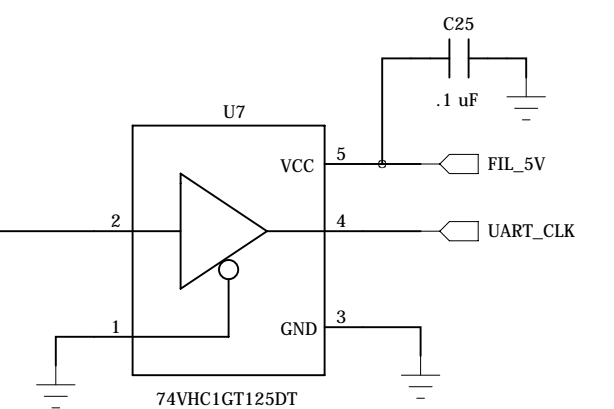 C25
.1 uF
U7
VCC
5
FIL_5V
2
4
UART_CLK
1
GND
3
74VHC1GT125DT